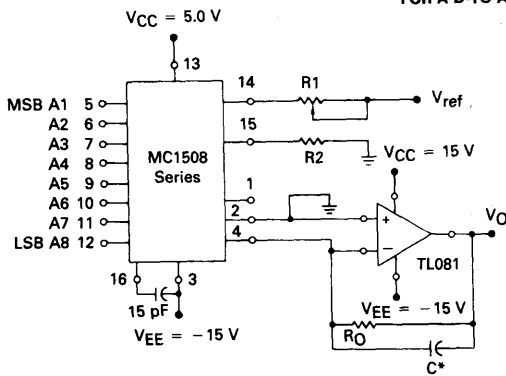 VCC = 5.0 V
13
MSB A1 5
A2 6
A3 7
A4 8
A5 9
A6 10
A7 11
LSB A8 12
MC1508
Series
14
R1
Vref
15
R2
1
2
4
VCC = 15 V
VO
TL081
VEE = -15 V
RO
C*
16
3
15 pF
VEE = -15 V